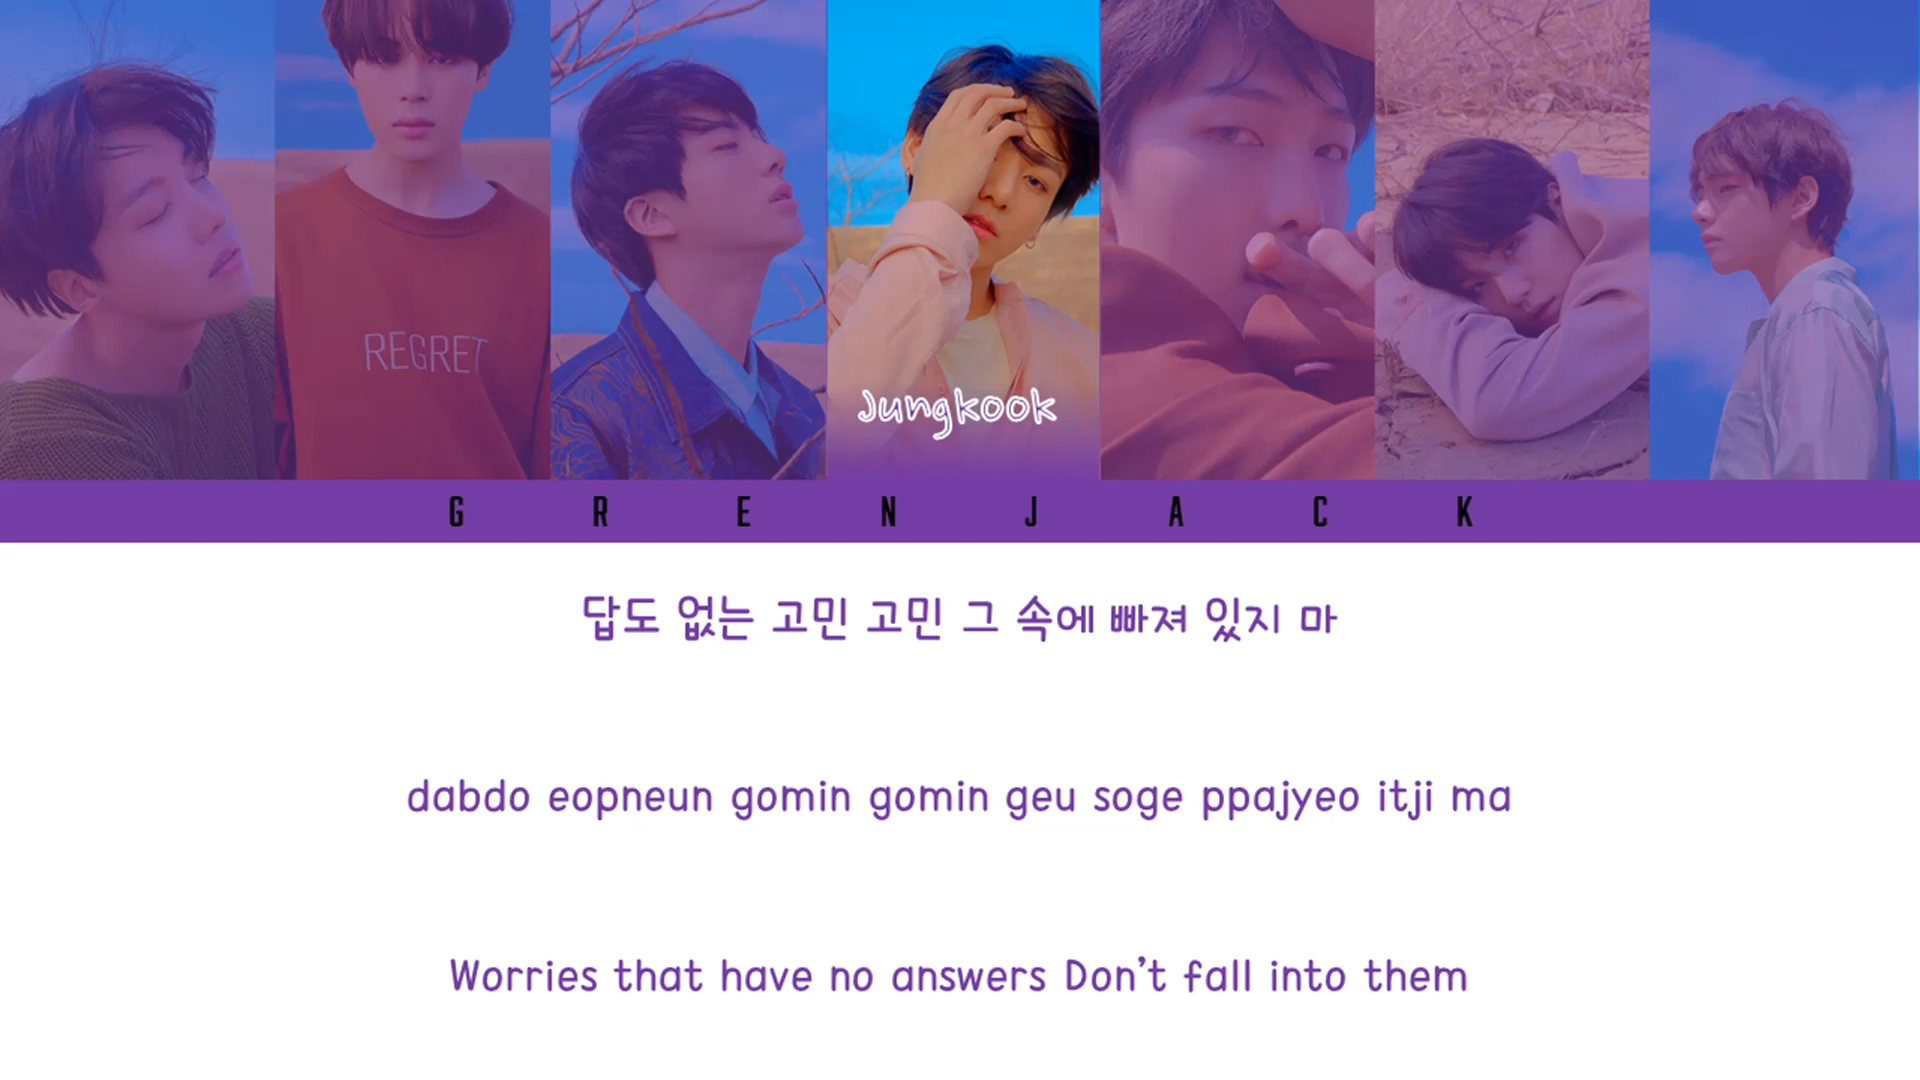 REGRET
Jungkook
G R E N J A C K
답도 없는 고민 고민 그 속에 빠져 있지 마
dabdo eopneun gomin gomin geu soge ppajyeo itji ma
Worries that have no answers Don't fall into them